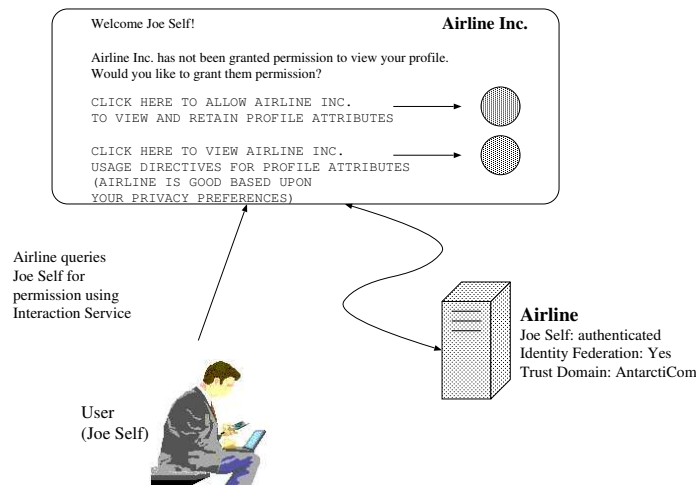 Welcome Joe Self!
Airline Inc.
Airline Inc. has not been granted permission to view your profile.
Would you like to grant them permission?
CLICK HERE TO ALLOW AIRLINE INC.
TO VIEW AND RETAIN PROFILE ATTRIBUTES
CLICK HERE TO VIEW AIRLINE INC.
USAGE DIRECTIVES FOR PROFILE ATTRIBUTES
(AIRLINE IS GOOD BASED UPON
YOUR PRIVACY PREFERENCES)
Airline queries
Joe Self for
permission using
Interaction Service
Airline
Joe Self: authenticated
Identity Federation: Yes
Trust Domain: AntarctiCom
User
(Joe Self)